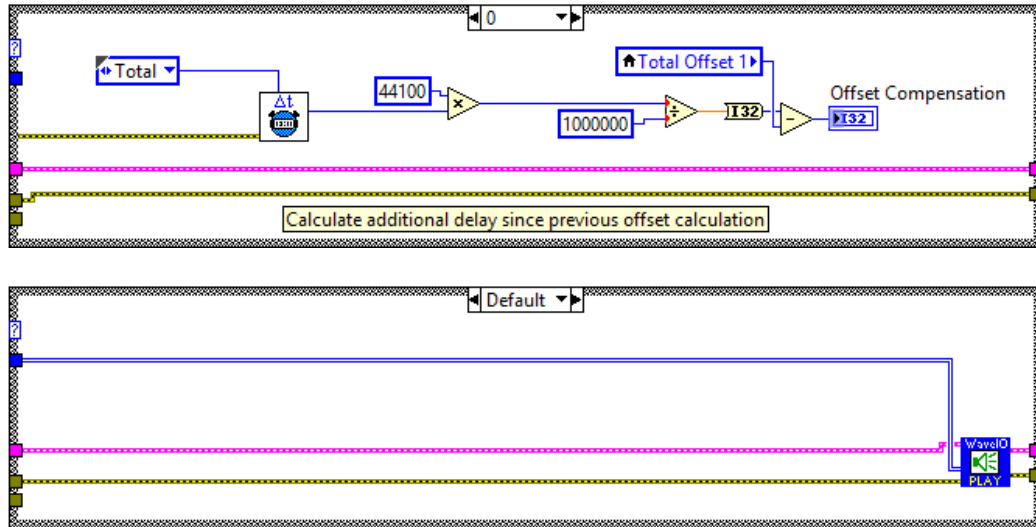 0
?
Total
Δt
44100
×
Total Offset 1
1000000
÷
I32
-
Offset Compensation
I32
Calculate additional delay since previous offset calculation
Default
?
WaveIO
PLAY